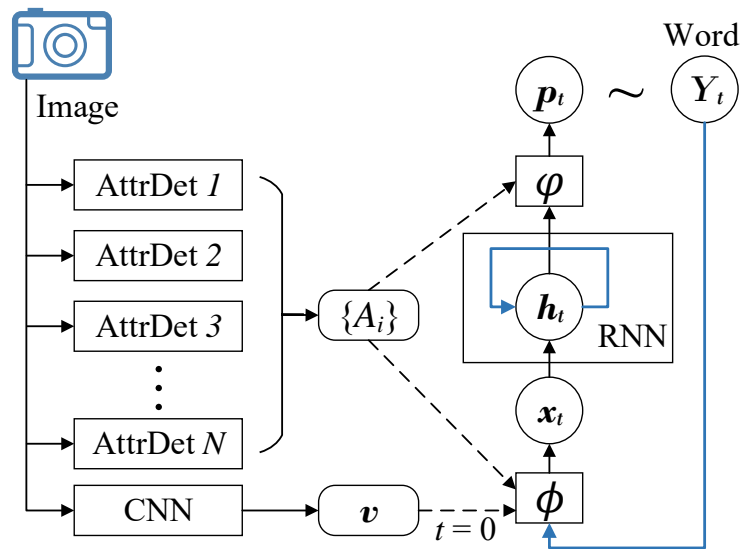 Image
AttrDet 1
AttrDet 2
AttrDet 3
⋮
AttrDet N
CNN
{A_i}
v
t = 0
Word
p_t ∼ Y_t
φ
h_t
RNN
x_t
ϕ